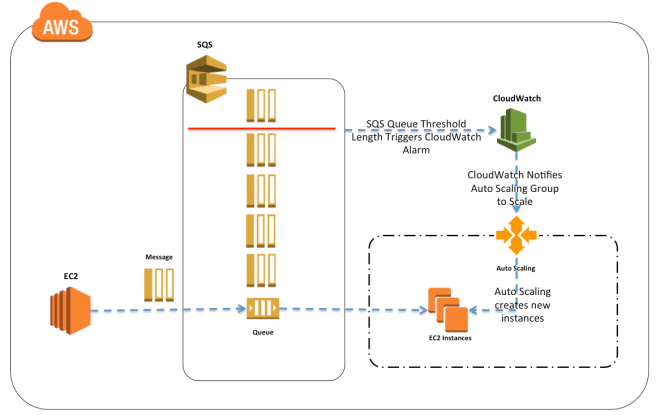 AWS
SQS
CloudWatch
SQS Queue Threshold
Length Triggers CloudWatch
Alarm
CloudWatch Notifies
Auto Scaling Group
to Scale
Message
EC2
Auto Scaling
Auto Scaling
creates new
instances
Queue
EC2 Instances